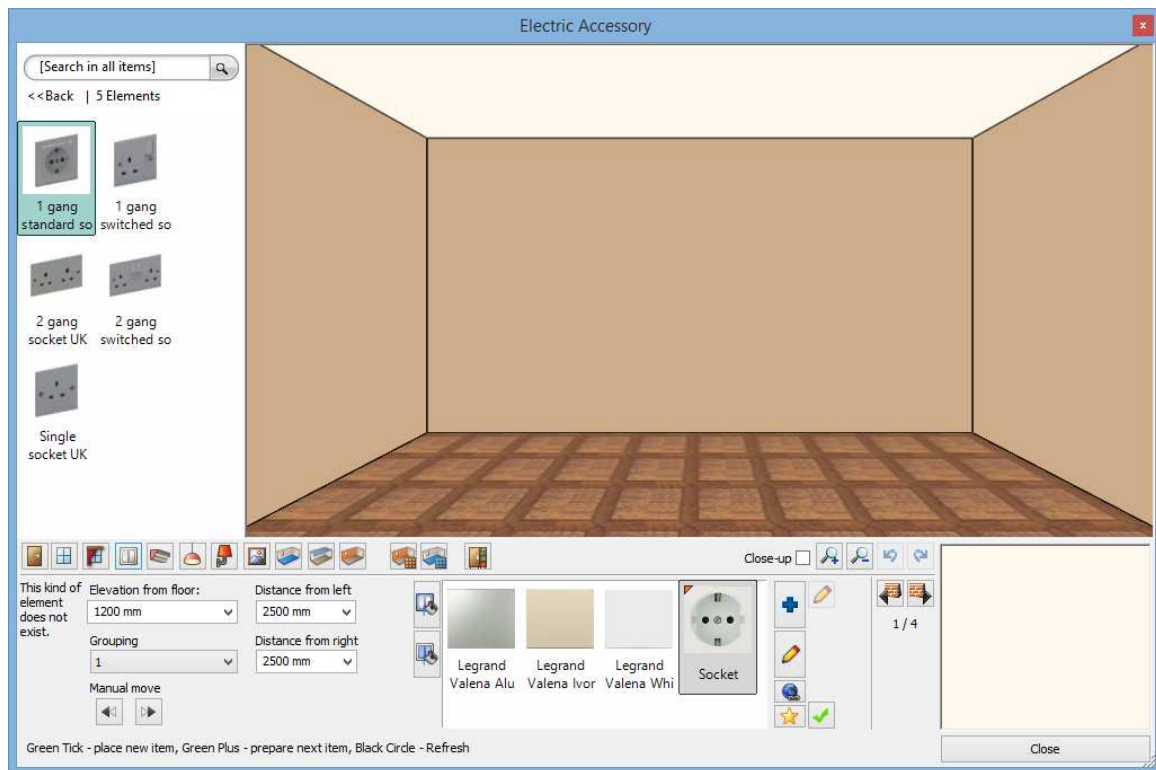 Electric Accessory
[Search in all items]
<<Back | 5 Elements
1 gang
standard so
1 gang
switched so
2 gang
socket UK
2 gang
switched so
Single
socket UK
Close-up
This kind of
element
does not
exist.
Elevation from floor:
1200 mm
Grouping
1
Manual move
Distance from left
2500 mm
Distance from right
2500 mm
Legrand
Valena Alu
Legrand
Valena Ivor
Legrand
Valena Whi
Socket
1 / 4
Green Tick - place new item, Green Plus - prepare next item, Black Circle - Refresh
Close